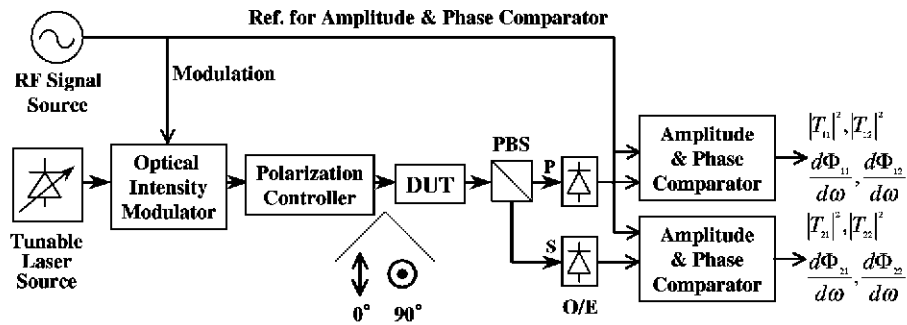 Ref. for Amplitude & Phase Comparator
RF Signal
Source
Modulation
Tunable
Laser
Source
Optical
Intensity
Modulator
Polarization
Controller
0°
90°
DUT
PBS
P
S
O/E
Amplitude
& Phase
Comparator
|T₁₁|², |T₁₂|²
dΦ₁₁/dω, dΦ₁₂/dω
Amplitude
& Phase
Comparator
|T₂₁|², |T₂₂|²
dΦ₂₁/dω, dΦ₂₂/dω